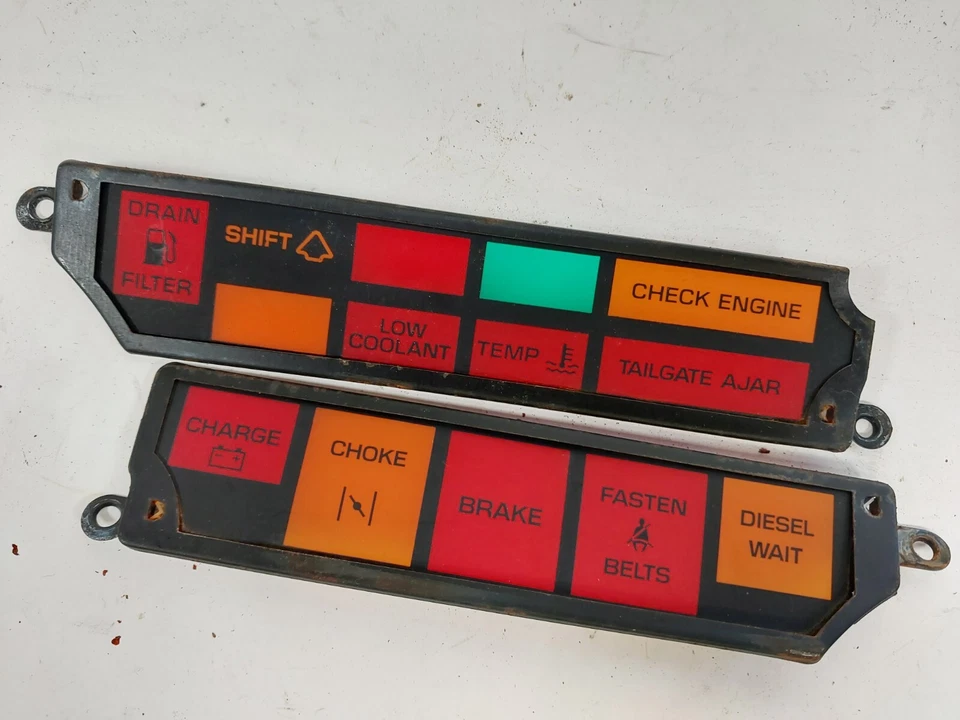 DRAIN
FILTER
SHIFT
CHECK ENGINE
LOW
COOLANT
TEMP
TAILGATE AJAR
CHARGE
CHOKE
BRAKE
FASTEN
BELTS
DIESEL
WAIT